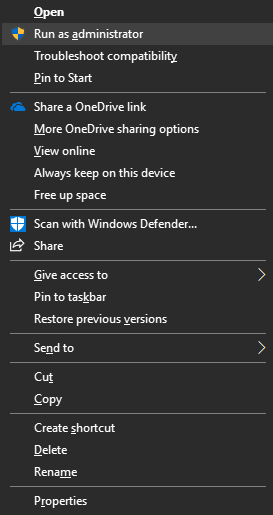 Open
Run as administrator
Troubleshoot compatibility
Pin to Start
Share a OneDrive link
More OneDrive sharing options
View online
Always keep on this device
Free up space
Scan with Windows Defender...
Share
Give access to
Pin to taskbar
Restore previous versions
Send to
Cut
Copy
Create shortcut
Delete
Rename
Properties